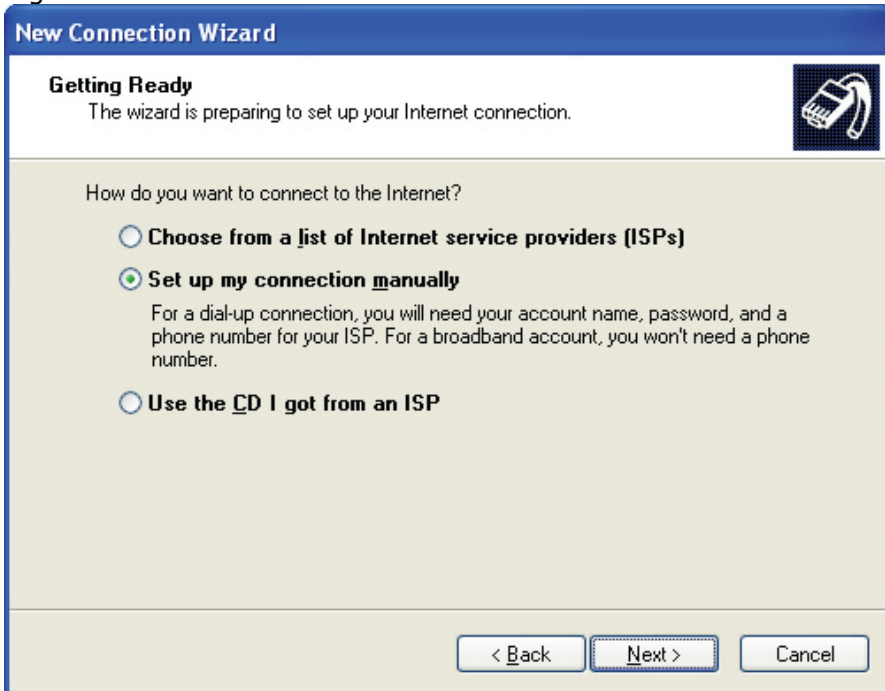 New Connection Wizard
Getting Ready
The wizard is preparing to set up your Internet connection.
How do you want to connect to the Internet?
Choose from a list of Internet service providers (ISPs)
Set up my connection manually
For a dial-up connection, you will need your account name, password, and a
phone number for your ISP. For a broadband account, you won't need a phone
number.
Use the CD I got from an ISP
< Back
Next >
Cancel